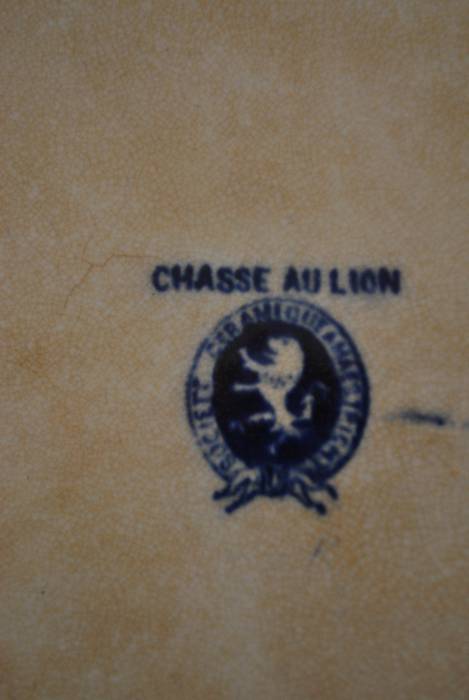 CHASSE AU LION
SOCIETE CERAMIQUE MAESTRICHT